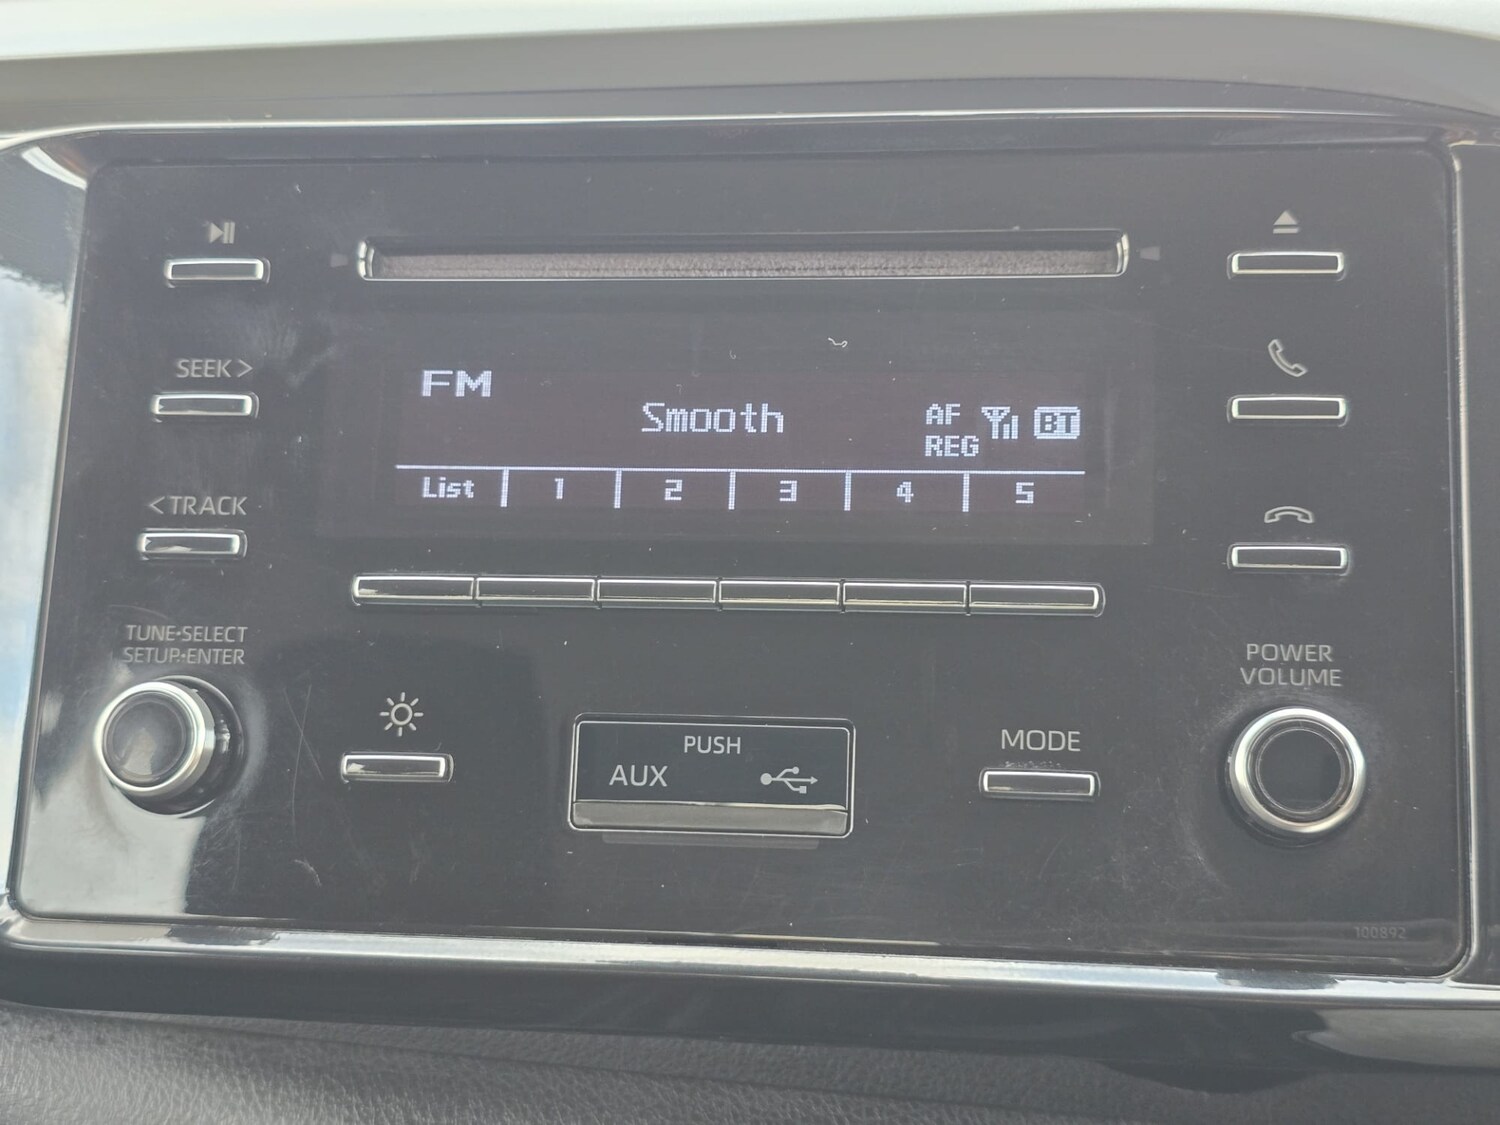 SEEK >
< TRACK
TUNE•SELECT
SETUP•ENTER
FM
Smooth
AF
REG
BT
List 1 2 3 4 5
PUSH
AUX
MODE
POWER
VOLUME
100892